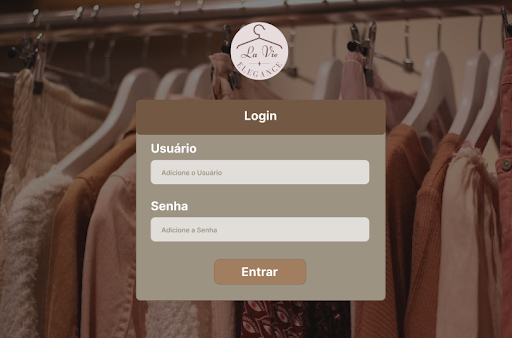 La Vie
ELEGANCE
Login
Usuário
Adicione o Usuário
Senha
Adicione a Senha
Entrar